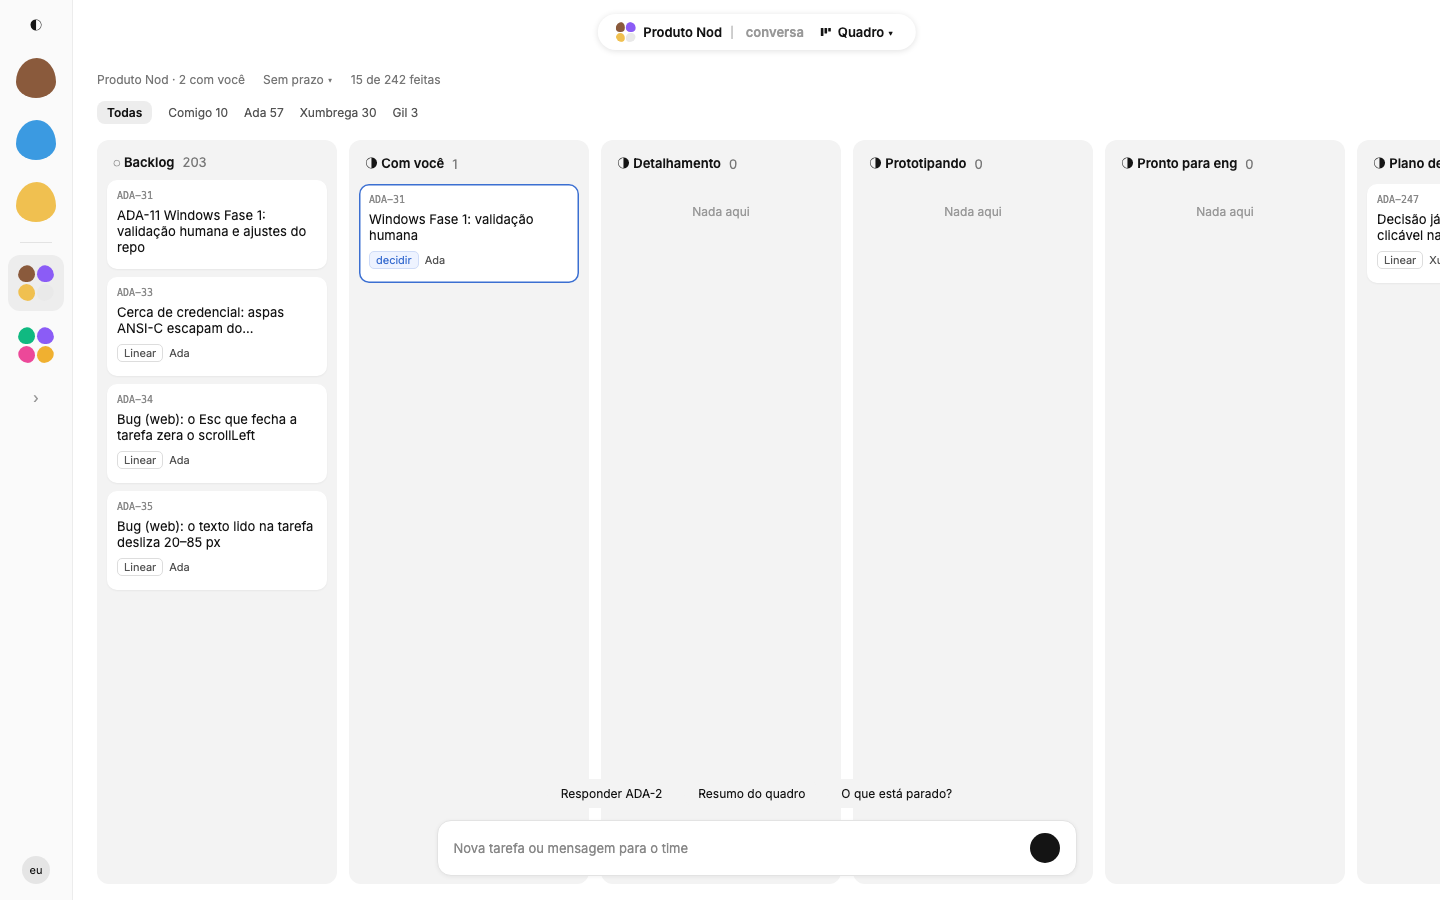 Produto Nod | conversa Quadro
Produto Nod · 2 com você Sem prazo 15 de 242 feitas
Todas Comigo 10 Ada 57 Xumbrega 30 Gil 3
Backlog 203
ADA-31
ADA-11 Windows Fase 1:
validação humana e ajustes do
repo
ADA-33
Cerca de credencial: aspas
ANSI-C escapam do...
Linear Ada
ADA-34
Bug (web): o Esc que fecha a
tarefa zera o scrollLeft
Linear Ada
ADA-35
Bug (web): o texto lido na tarefa
desliza 20–85 px
Linear Ada
Com você 1
ADA-31
Windows Fase 1: validação
humana
decidir Ada
Detalhamento 0
Nada aqui
Prototipando 0
Nada aqui
Pronto para eng 0
Nada aqui
Plano de
ADA-247
Decisão já
clicável na
Linear Xu
Responder ADA-2 Resumo do quadro O que está parado?
Nova tarefa ou mensagem para o time
eu